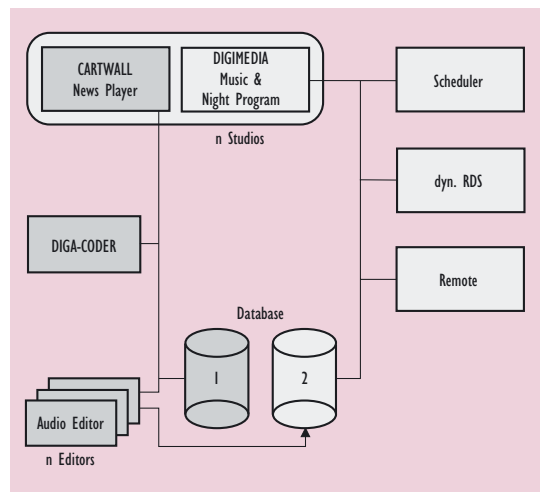 CARTWALL
News Player
DIGIMEDIA
Music &
Night Program
n Studios
Scheduler
dyn. RDS
Remote
DIGA-CODER
Database
1
2
Audio Editor
n Editors